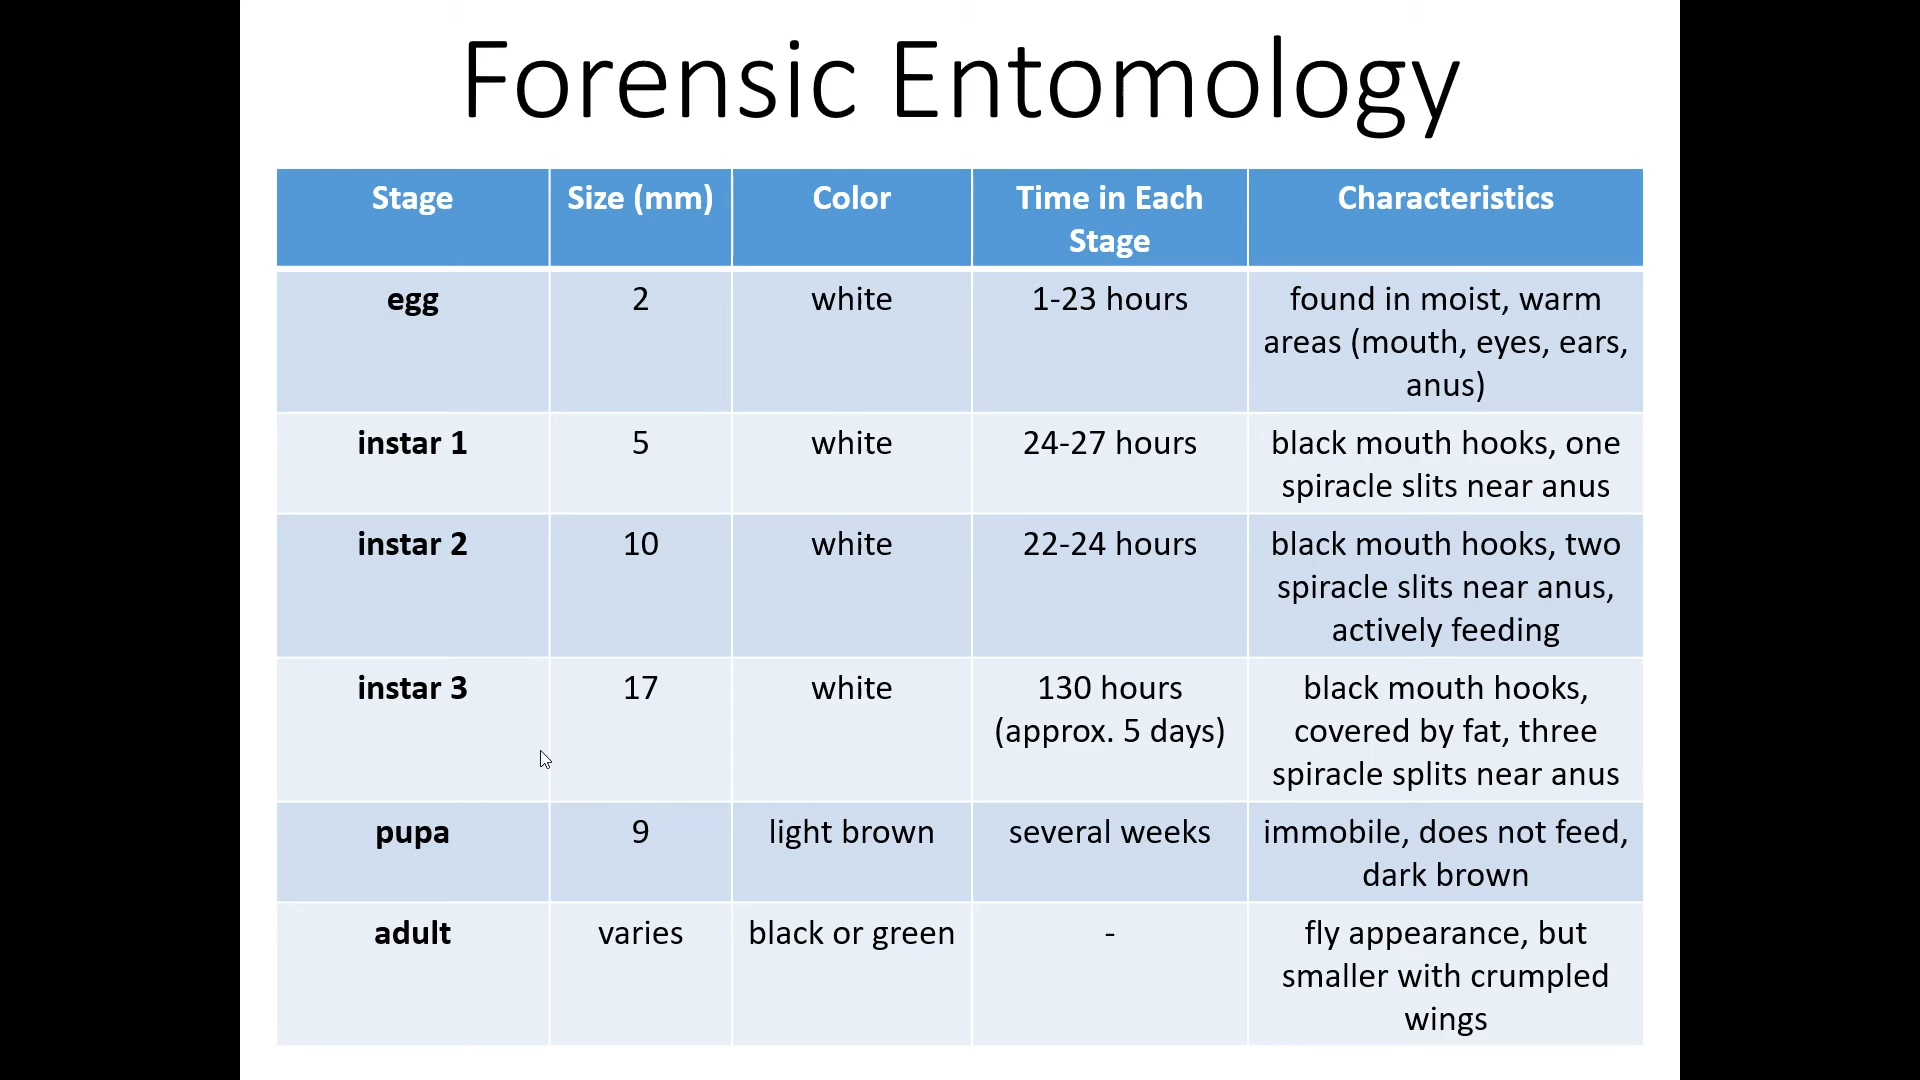 Forensic Entomology
Stage Size (mm) Color Time in Each Stage Characteristics
egg 2 white 1-23 hours found in moist, warm areas (mouth, eyes, ears, anus)
instar 1 5 white 24-27 hours black mouth hooks, one spiracle slits near anus
instar 2 10 white 22-24 hours black mouth hooks, two spiracle slits near anus, actively feeding
instar 3 17 white 130 hours (approx. 5 days) black mouth hooks, covered by fat, three spiracle splits near anus
pupa 9 light brown several weeks immobile, does not feed, dark brown
adult varies black or green - fly appearance, but smaller with crumpled wings